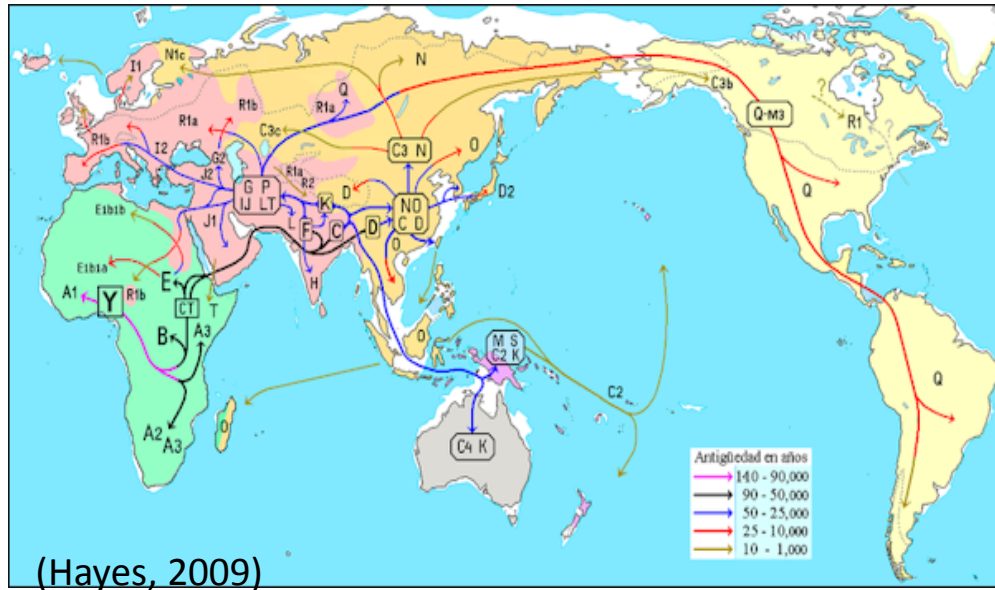 I1
N1c
N
R1b
R1a
Q
C3c
R1a
C3b
?
R1
?
Q-M3
R1b
R1a
I2
G2
J2
C3 N
O
R1a
R2
D
D2
Q
G P
IJ LT
K
NO
C D
E1b1b
J1
L
F
C
D
O
H
E1b1a
E
A1
Y
R1b
CT
T
B
A3
O
M S
C2 K
C2
Q
A2
A3
O
C4 K
Antigüedad en años
140 - 90,000
90 - 50,000
50 - 25,000
25 - 10,000
10 - 1,000
(Hayes, 2009)